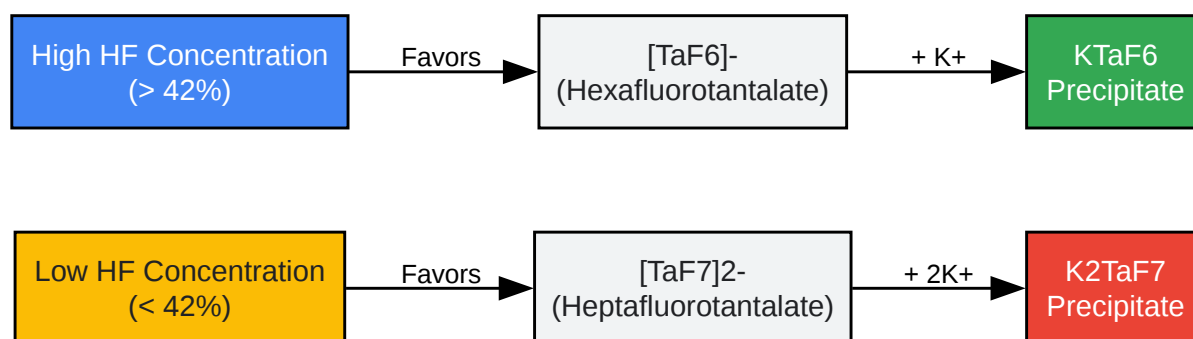 High HF Concentration
(> 42%)
Favors
[TaF6]-
(Hexafluorotantalate)
+ K+
KTaF6
Precipitate
Low HF Concentration
(< 42%)
Favors
[TaF7]2-
(Heptafluorotantalate)
+ 2K+
K2TaF7
Precipitate